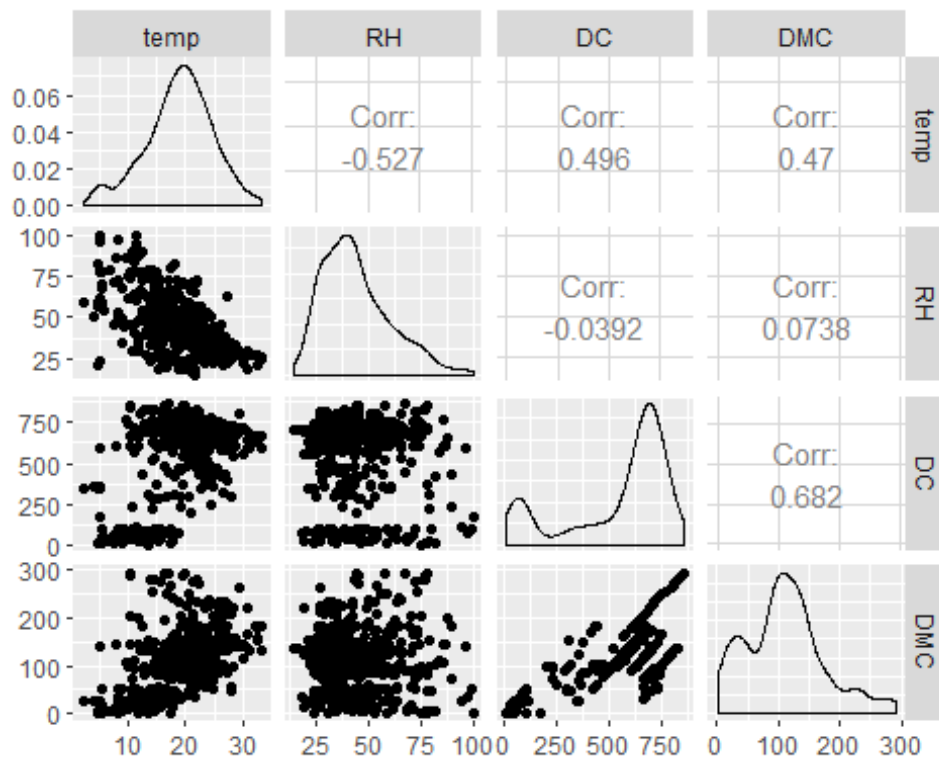 temp RH DC DMC
0.06
0.04
0.02
0.00
Corr: Corr: Corr:
-0.527 0.496 0.47
temp
100
75
50
25
Corr: Corr:
-0.0392 0.0738
RH
750
500
250
0
Corr:
0.682
DC
300
200
100
0
DMC
10 20 30 25 50 75 100 0 250 500 750 0 100 200 300